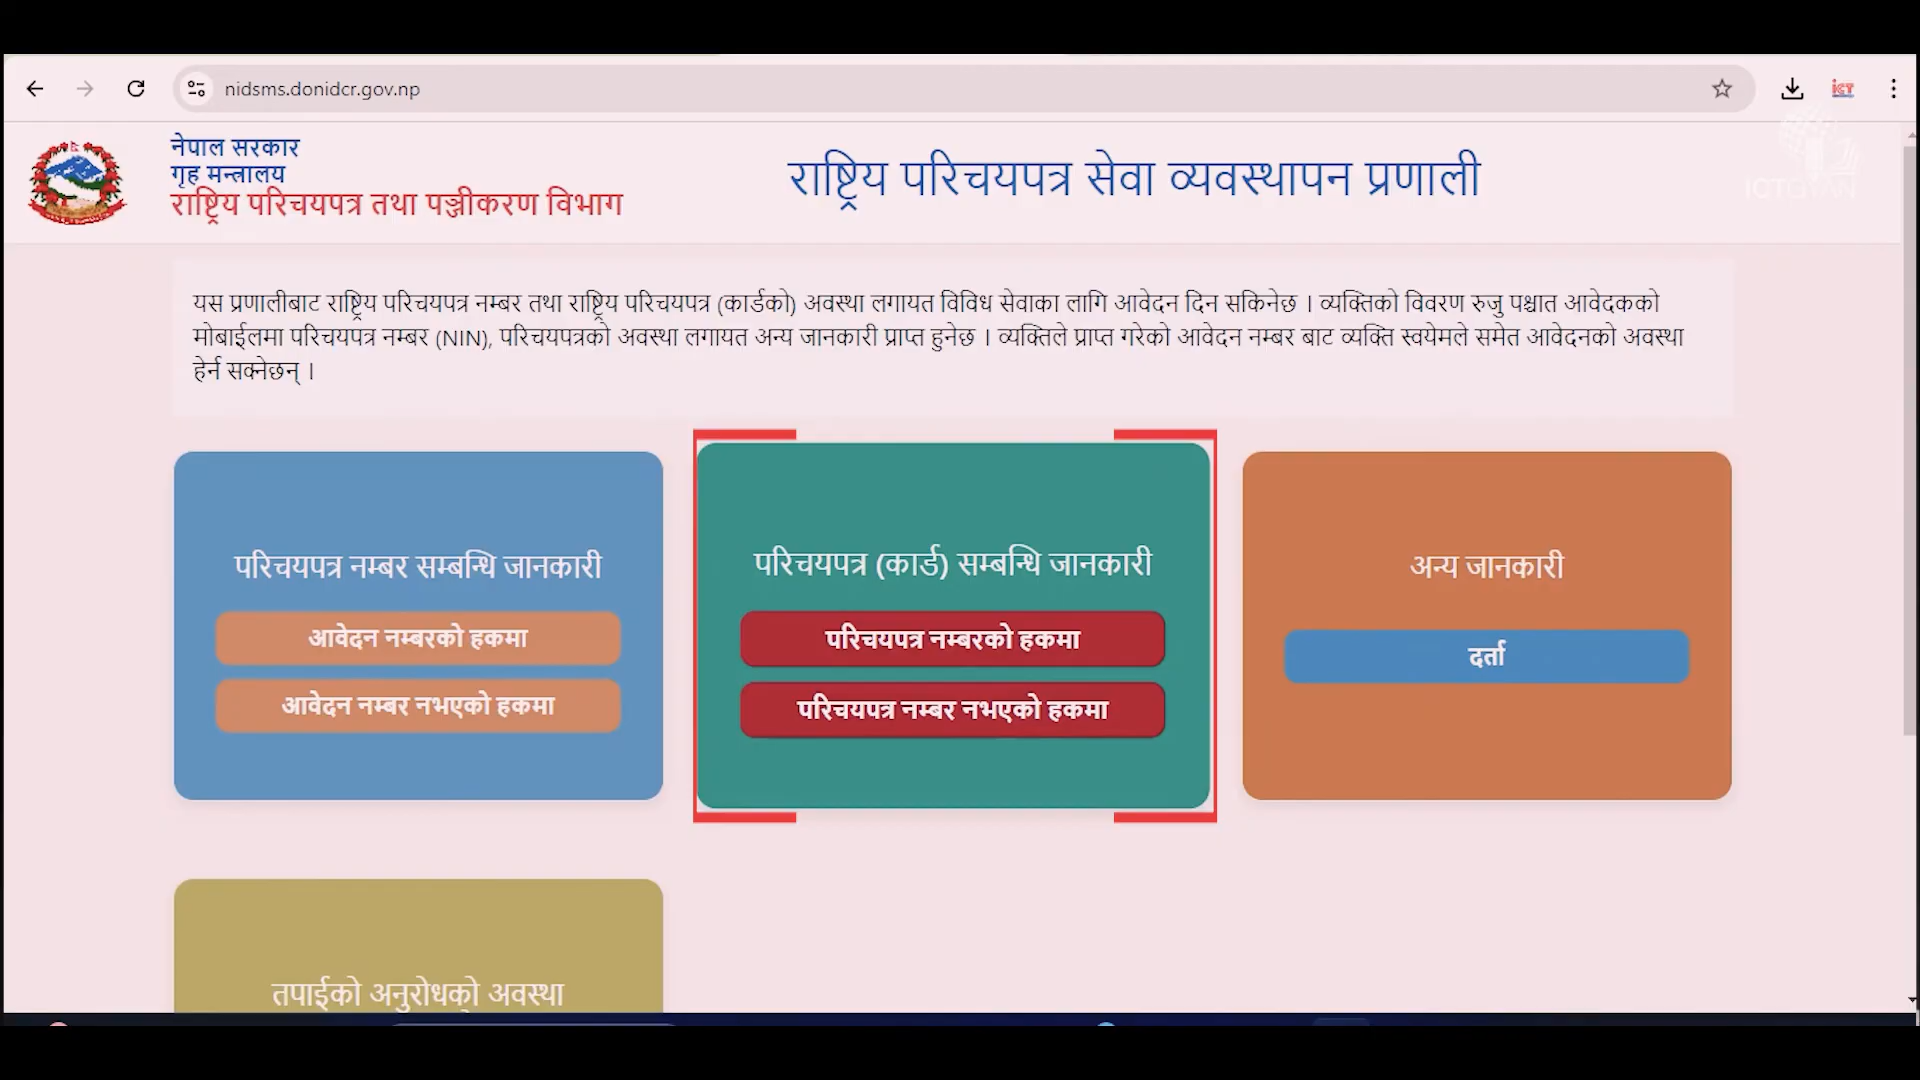 nidsms.donidcr.gov.np
ICT
नेपाल सरकार
गृह मन्त्रालय
राष्ट्रिय परिचयपत्र तथा पञ्जीकरण विभाग
राष्ट्रिय परिचयपत्र सेवा व्यवस्थापन प्रणाली
ICTGYAN
यस प्रणालीबाट राष्ट्रिय परिचयपत्र नम्बर तथा राष्ट्रिय परिचयपत्र (कार्डको) अवस्था लगायत विविध सेवाका लागि आवेदन दिन सकिनेछ । व्यक्तिको विवरण रुजु पश्चात आवेदकको
मोबाईलमा परिचयपत्र नम्बर (NIN), परिचयपत्रको अवस्था लगायत अन्य जानकारी प्राप्त हुनेछ । व्यक्तिले प्राप्त गरेको आवेदन नम्बर बाट व्यक्ति स्वयेमले समेत आवेदनको अवस्था
हेर्न सक्नेछन् ।
परिचयपत्र नम्बर सम्बन्धि जानकारी
आवेदन नम्बरको हकमा
आवेदन नम्बर नभएको हकमा
परिचयपत्र (कार्ड) सम्बन्धि जानकारी
परिचयपत्र नम्बरको हकमा
परिचयपत्र नम्बर नभएको हकमा
अन्य जानकारी
दर्ता
तपाईको अनुरोधको अवस्था